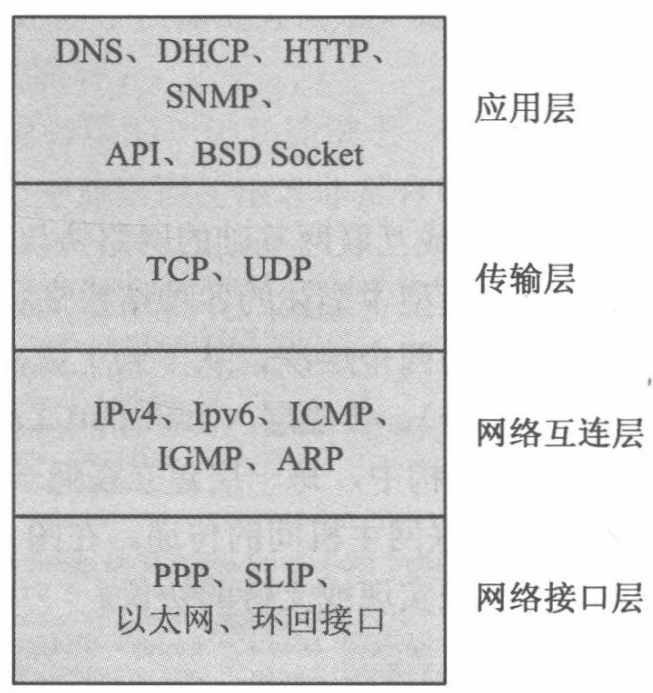 DNS、DHCP、HTTP、
SNMP、
API、BSD Socket
应用层
TCP、UDP
传输层
IPv4、Ipv6、ICMP、
IGMP、ARP
网络互连层
PPP、SLIP、
以太网、环回接口
网络接口层